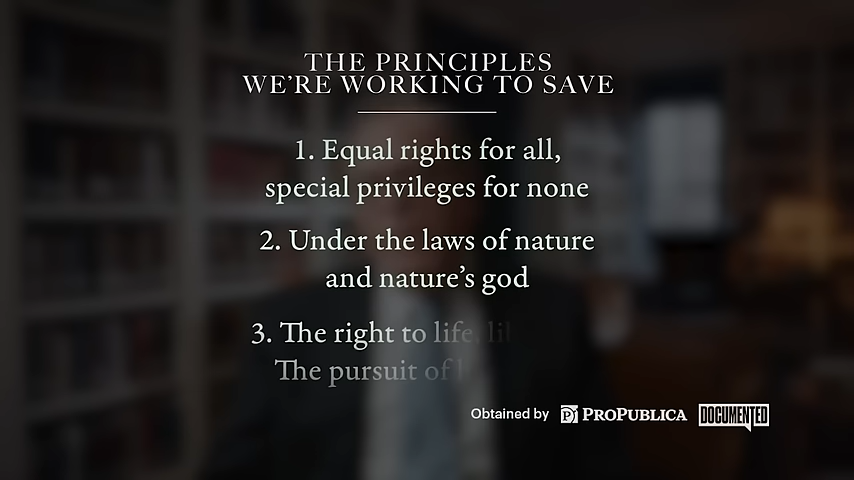 THE PRINCIPLES
WE'RE WORKING TO SAVE
1. Equal rights for all,
special privileges for none
2. Under the laws of nature
and nature's god
3. The right to life, li
The pursuit of
Obtained by PROPUBLICA DOCUMENTED